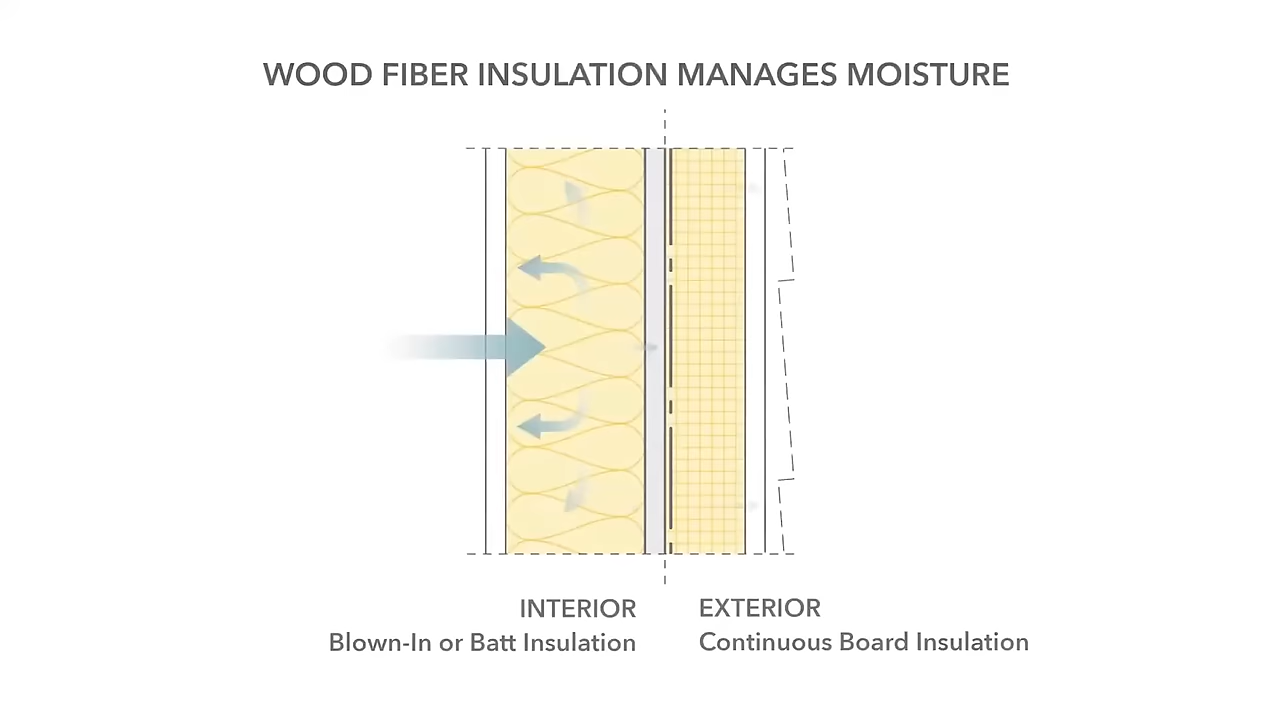 WOOD FIBER INSULATION MANAGES MOISTURE
INTERIOR
Blown-In or Batt Insulation
EXTERIOR
Continuous Board Insulation